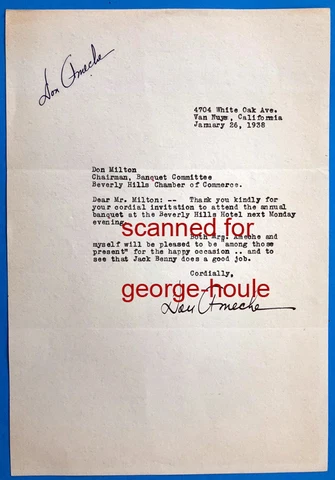 Don Ameche
4704 White Oak Ave.
Van Nuys, California
January 26, 1938
Don Milton
Chairman, Banquet Committee
Beverly Hills Chamber of Commerce.
Dear Mr. Milton: -- Thank you kindly for
your cordial invitation to attend the annual
banquet at the Beverly Hills Hotel next Monday
evening.
scanned for
Both Mrs. Ameche and
myself will be pleased to be "among those
present" for the happy occasion .. and to
see that Jack Benny does a good job.
Cordially,
george-houle
Don Ameche